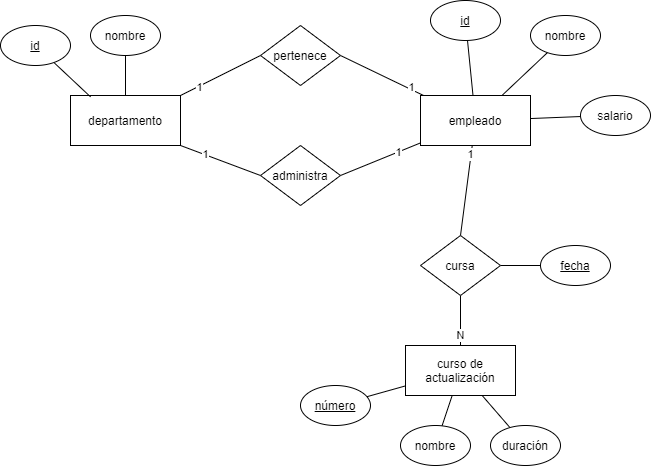 id
nombre
id
nombre
pertenece
1
1
departamento
empleado
salario
1
1
administra
1
cursa
fecha
N
curso de
actualización
número
nombre
duración